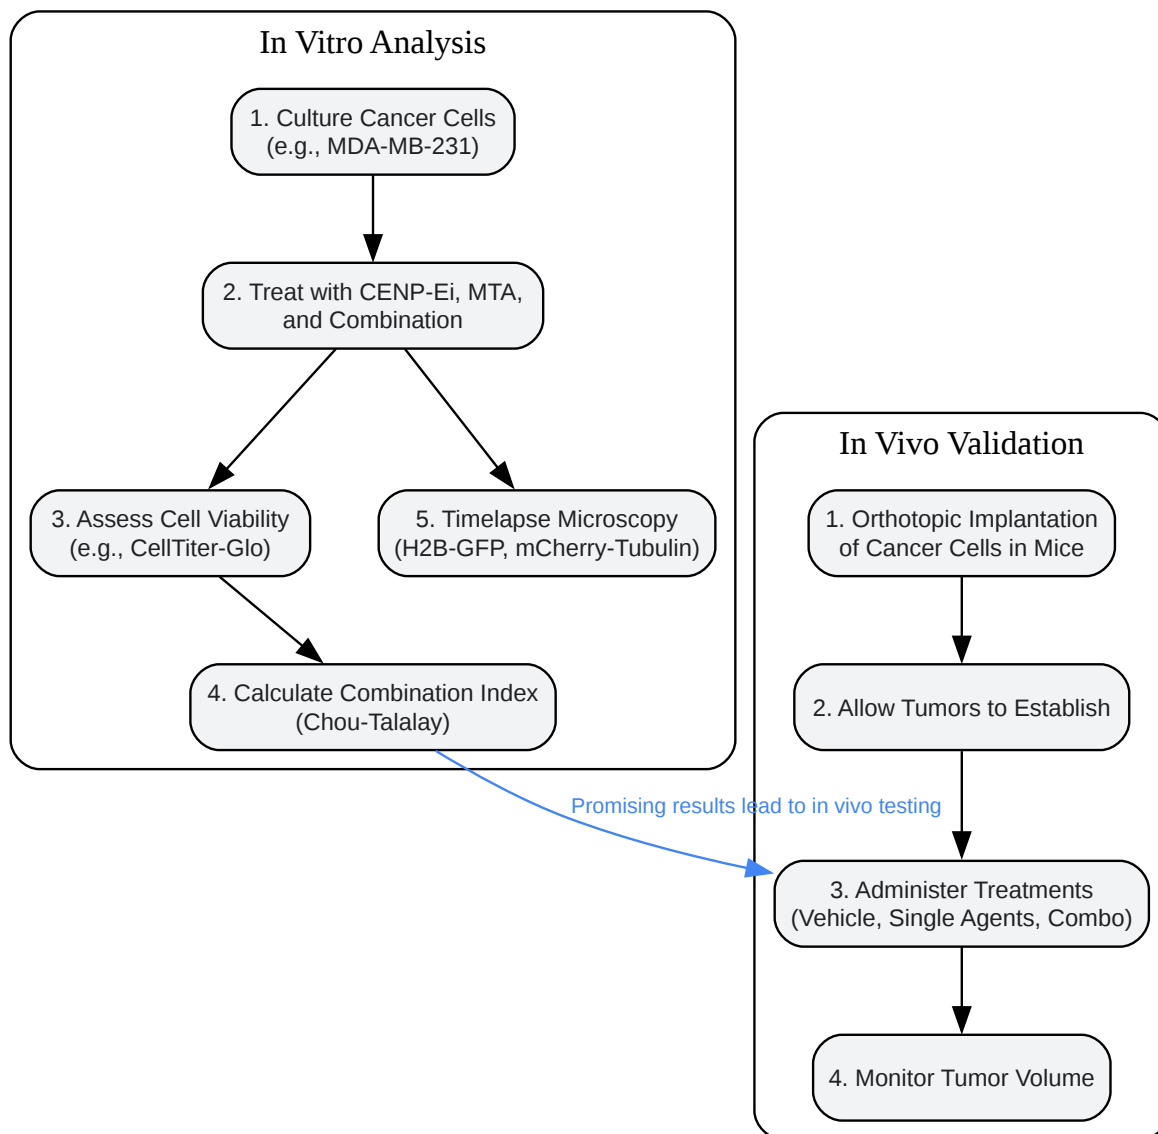 In Vitro Analysis
1. Culture Cancer Cells
(e.g., MDA-MB-231)
2. Treat with CENP-Ei, MTA,
and Combination
3. Assess Cell Viability
(e.g., CellTiter-Glo)
5. Timelapse Microscopy
(H2B-GFP, mCherry-Tubulin)
4. Calculate Combination Index
(Chou-Talalay)
Promising results lead to in vivo testing
In Vivo Validation
1. Orthotopic Implantation
of Cancer Cells in Mice
2. Allow Tumors to Establish
3. Administer Treatments
(Vehicle, Single Agents, Combo)
4. Monitor Tumor Volume